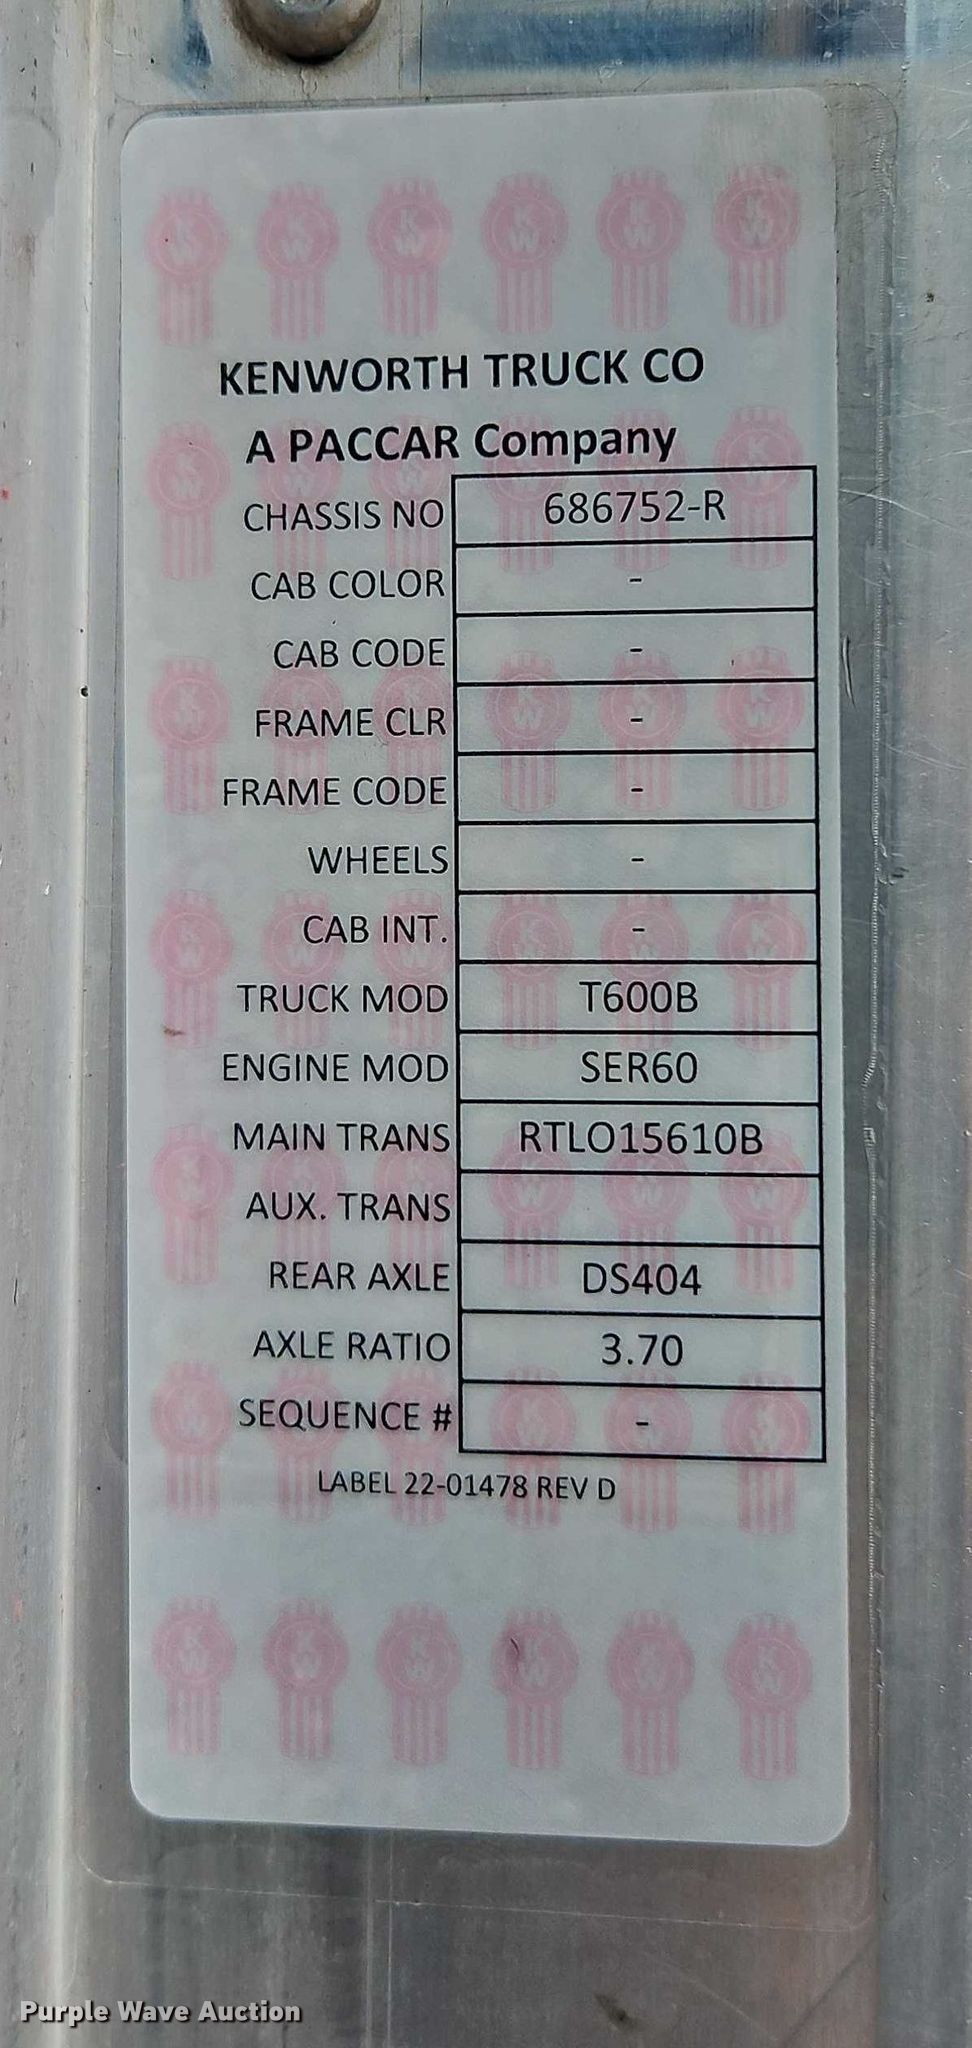 KENWORTH TRUCK CO
A PACCAR Company
CHASSIS NO 686752-R
CAB COLOR -
CAB CODE -
FRAME CLR -
FRAME CODE -
WHEELS -
CAB INT. -
TRUCK MOD T600B
ENGINE MOD SER60
MAIN TRANS RTLO15610B
AUX. TRANS
REAR AXLE DS404
AXLE RATIO 3.70
SEQUENCE # -
LABEL 22-01478 REV D
Purple Wave Auction